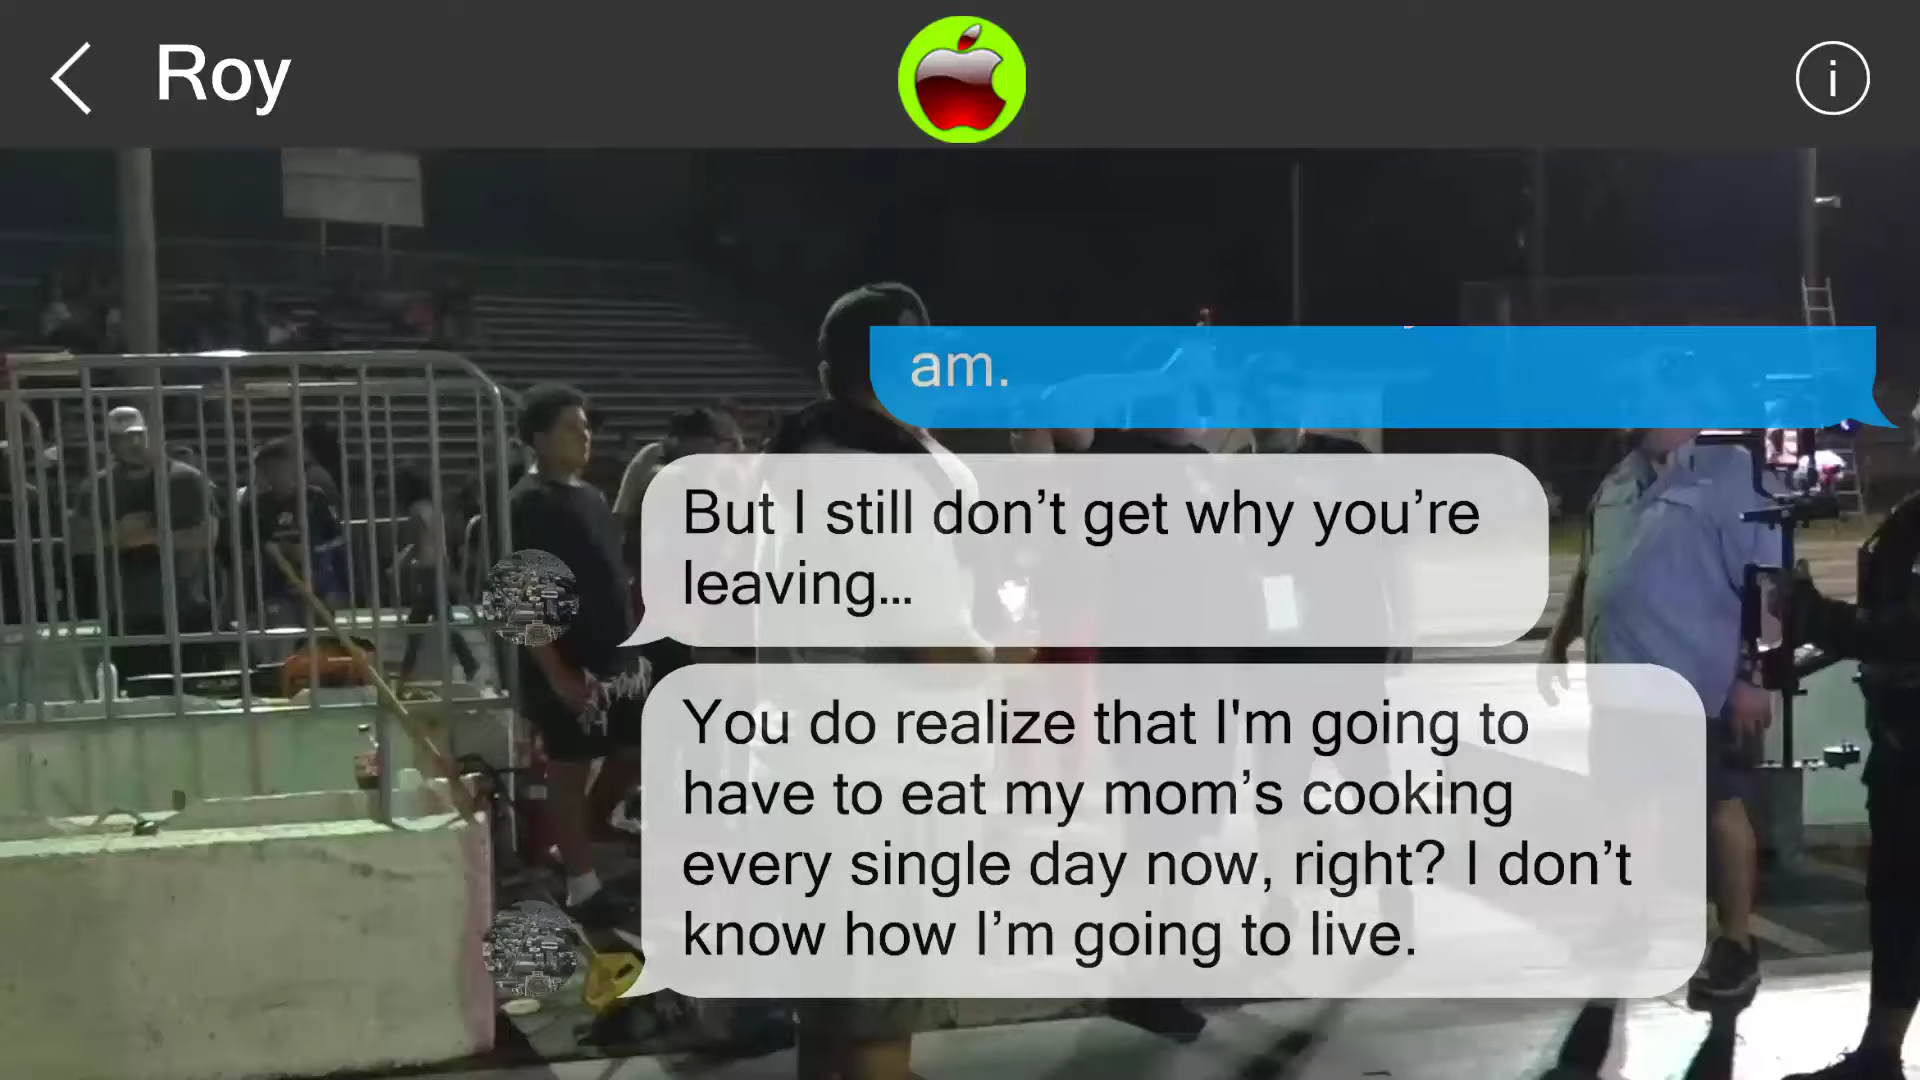 Roy
i
am.
But I still don’t get why you’re
leaving...
You do realize that I'm going to
have to eat my mom’s cooking
every single day now, right? I don’t
know how I’m going to live.